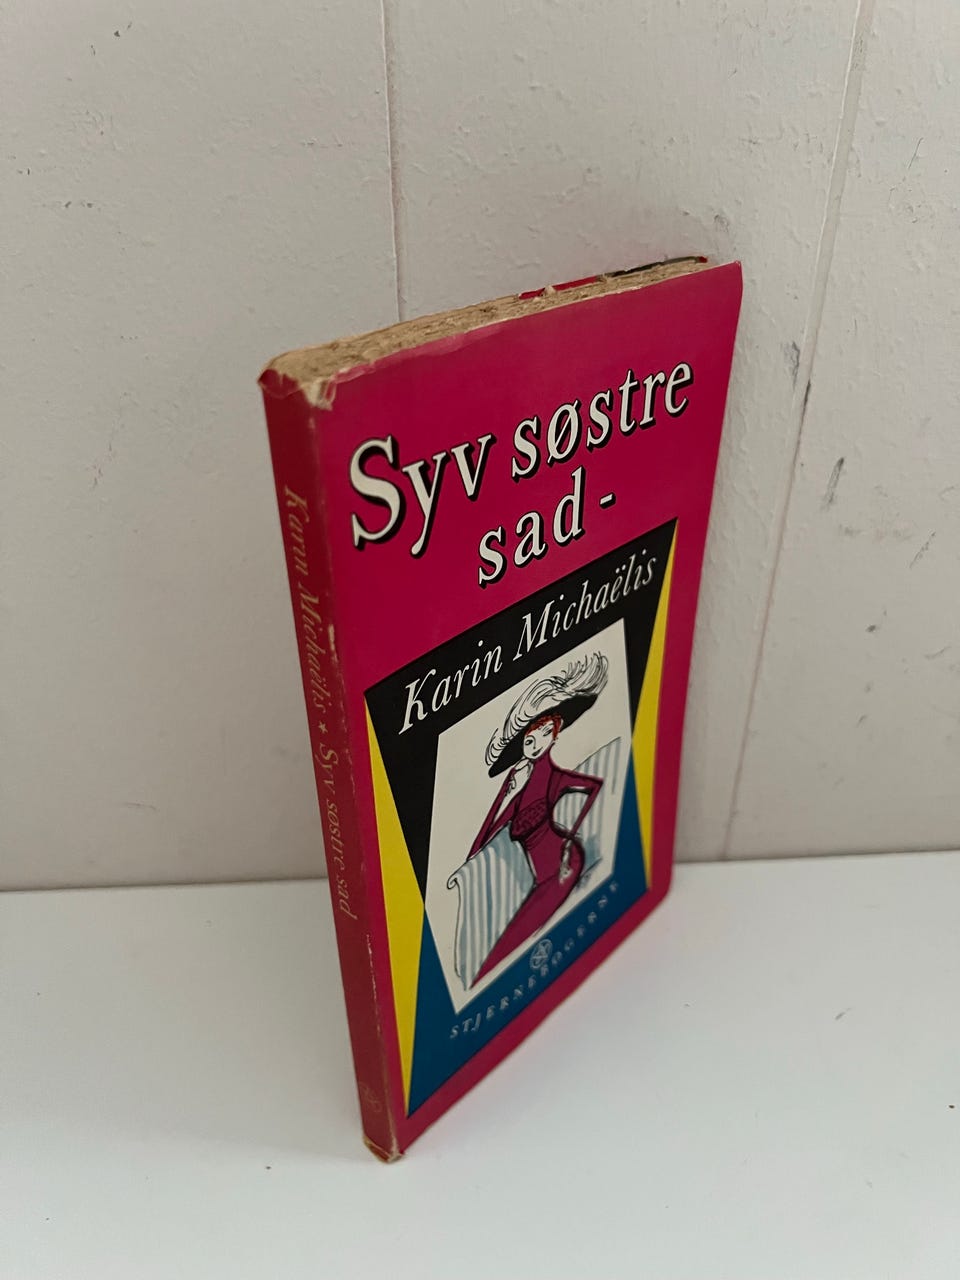 Syv søstre
sad -
Karin Michaëlis
STJERNEBØGERNE
Karin Michaëlis * Syv søstre sad